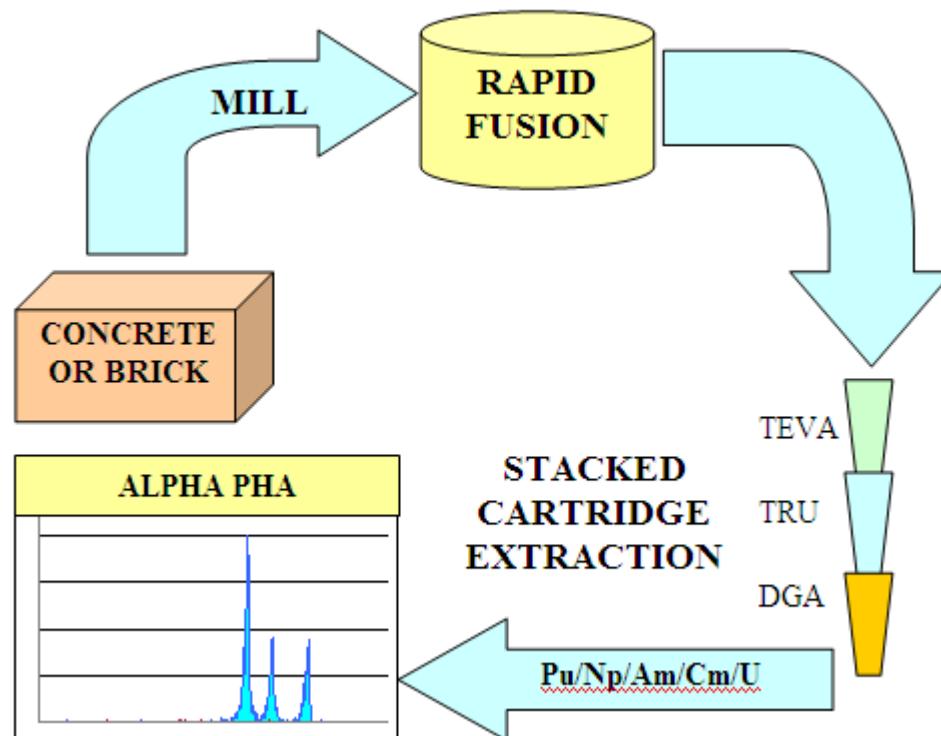 MILL
RAPID
FUSION
CONCRETE
OR BRICK
TEVA
TRU
DGA
STACKED
CARTRIDGE
EXTRACTION
Pu/Np/Am/Cm/U
ALPHA PHA